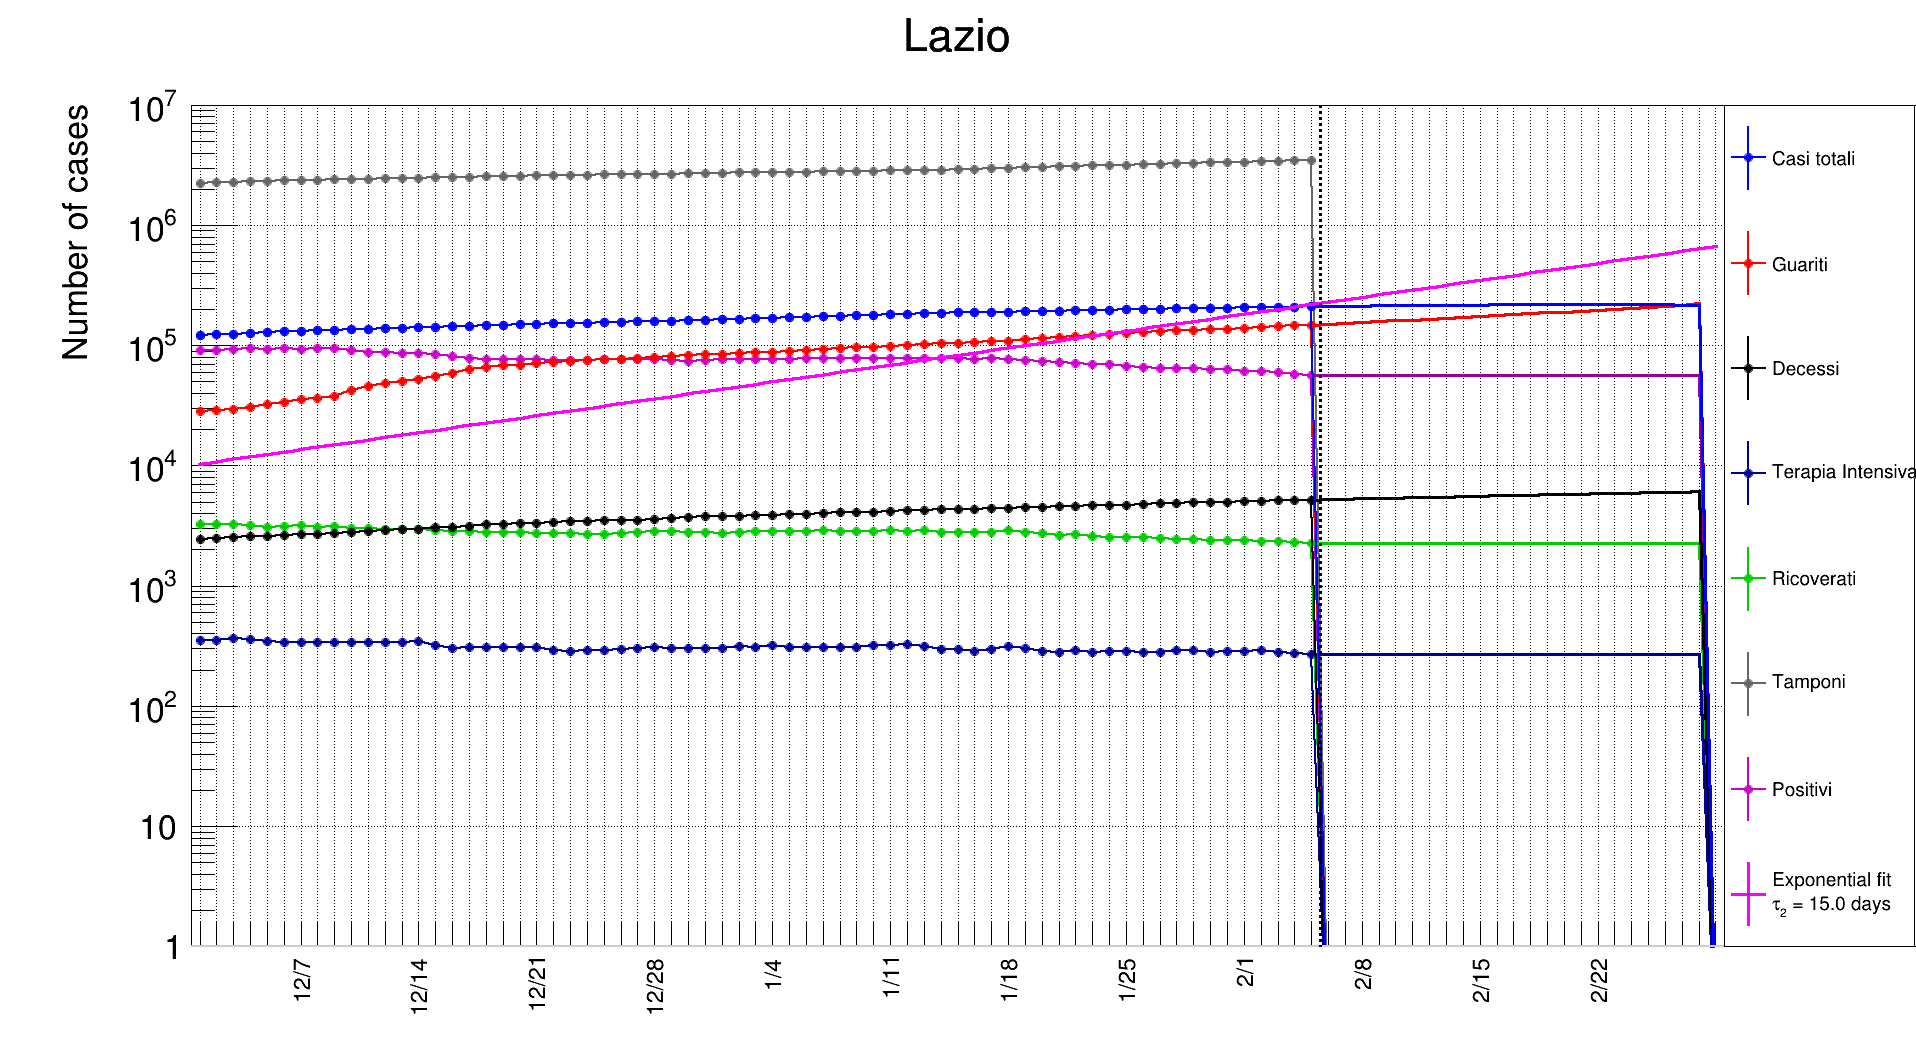 Lazio
Number of cases
10^7
10^6
10^5
10^4
10^3
10^2
10
1
12/7
12/14
12/21
12/28
1/4
1/11
1/18
1/25
2/1
2/8
2/15
2/22
Casi totali
Guariti
Decessi
Terapia Intensiva
Ricoverati
Tamponi
Positivi
Exponential fit
τ₂ = 15.0 days